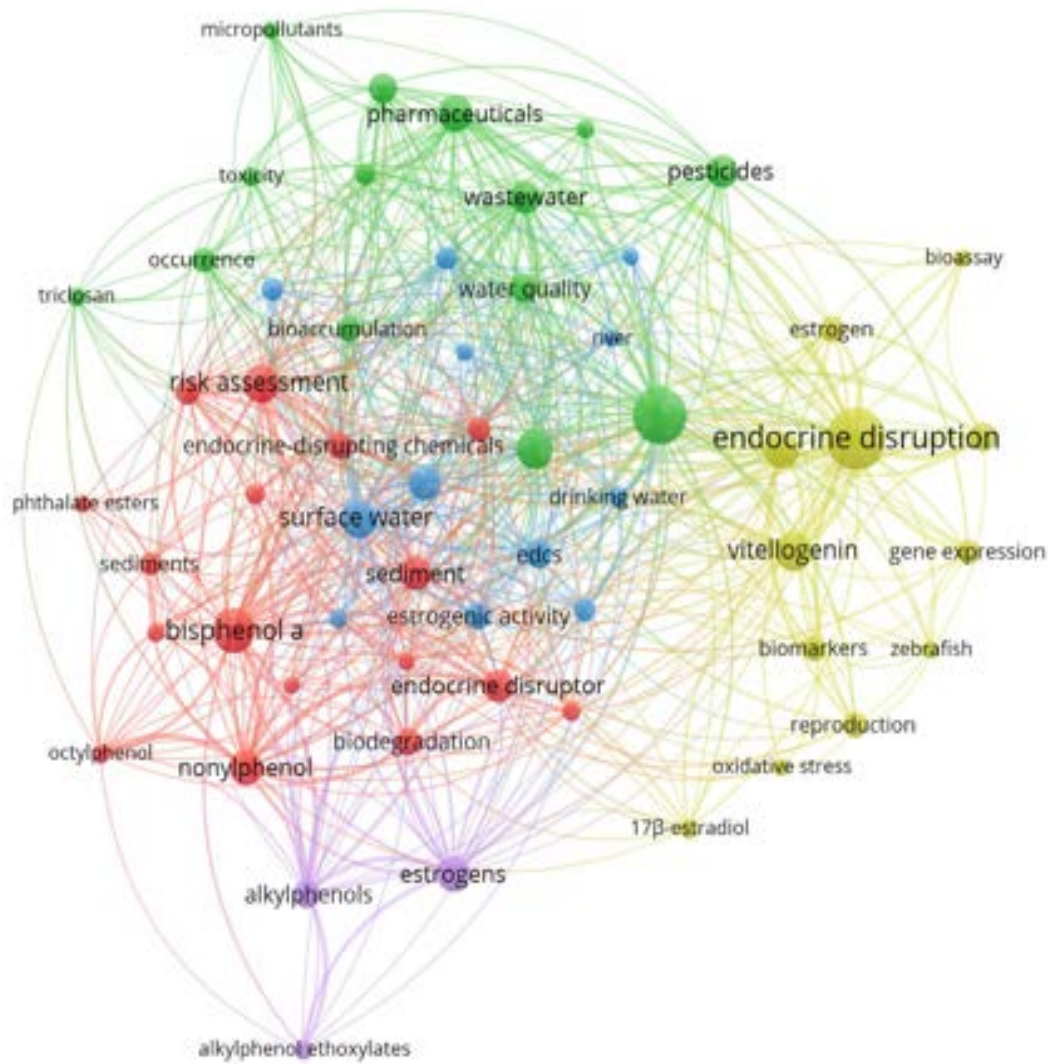 micropollutants
pharmaceuticals
pesticides
toxicity
wastewater
occurrence
bioassay
triclosan
water quality
bioaccumulation
estrogen
river
risk assessment
endocrine disruption
endocrine-disrupting chemicals
drinking water
phthalate esters
surface water
vitellogenin
gene expression
edcs
sediments
sediment
estrogenic activity
bisphenol a
biomarkers
zebrafish
endocrine disruptor
reproduction
biodegradation
octylphenol
nonylphenol
oxidative stress
17β-estradiol
estrogens
alkylphenols
alkylphenol ethoxylates